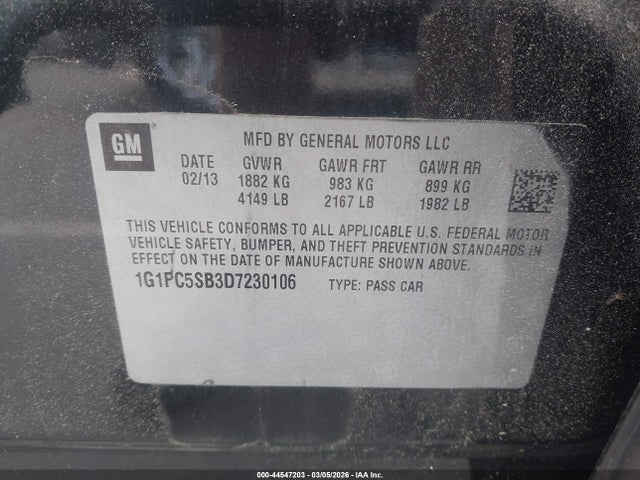 GM
®
MFD BY GENERAL MOTORS LLC
DATE GVWR GAWR FRT GAWR RR
02/13 1882 KG 983 KG 899 KG
4149 LB 2167 LB 1982 LB
THIS VEHICLE CONFORMS TO ALL APPLICABLE U.S. FEDERAL MOTOR
VEHICLE SAFETY, BUMPER, AND THEFT PREVENTION STANDARDS IN
EFFECT ON THE DATE OF MANUFACTURE SHOWN ABOVE.
1G1PC5SB3D7230106 TYPE: PASS CAR
000-44547203 - 03/05/2026 - IAA Inc.